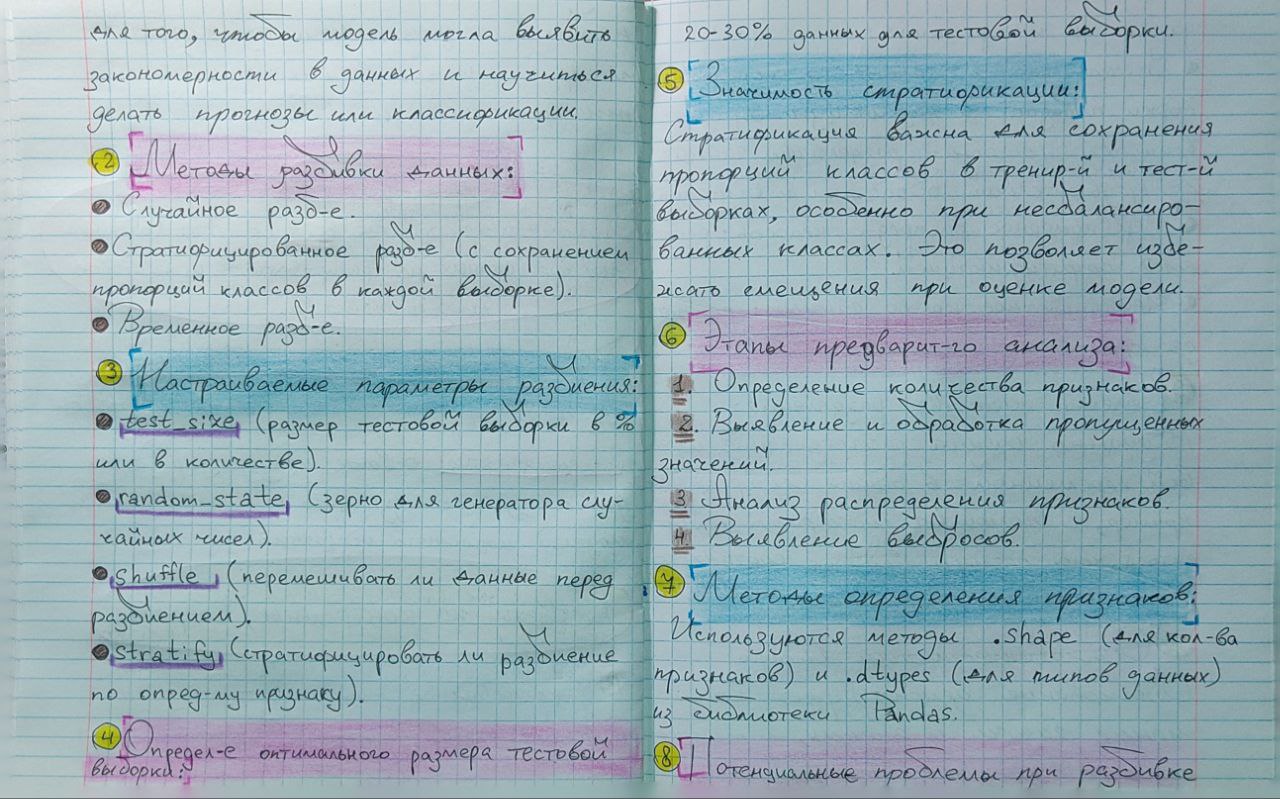 для того, чтобы модель могла выявить
закономерности в данных и научиться
делать прогнозы или классификации.
2 Методы разбивки данных:
• Случайное разб-е.
• Стратифицированное разб-е (с сохранением
пропорций классов в каждой выборке).
• Временное разб-е.
3 Настраиваемые параметры разбиения:
• test_size (размер тестовой выборки в %
или в количестве).
• random_state (зерно для генератора слу-
чайных чисел).
• shuffle (перемешивать ли данные перед
разбиением).
• stratify (стратифицировать ли разбиение
по опред-му признаку).
4 Определ-е оптимального размера тестовой
выборки:
20-30% данных для тестовой выборки.
5 Значимость стратификации:
Стратификация важна для сохранения
пропорций классов в тренир-й и тест-й
выборках, особенно при несбалансиро-
ванных классах. Это позволяет избе-
жать смещения при оценке модели.
6 Этапы предварит-го анализа:
1. Определение количества признаков.
2. Выявление и обработка пропущенных
значений.
3 Анализ распределения признаков.
4. Выявление выбросов.
7 Методы определения признаков:
Используются методы .shape (для кол-ва
признаков) и .dtypes (для типов данных)
из библиотеки Pandas.
8 Потенциальные проблемы при разбивке